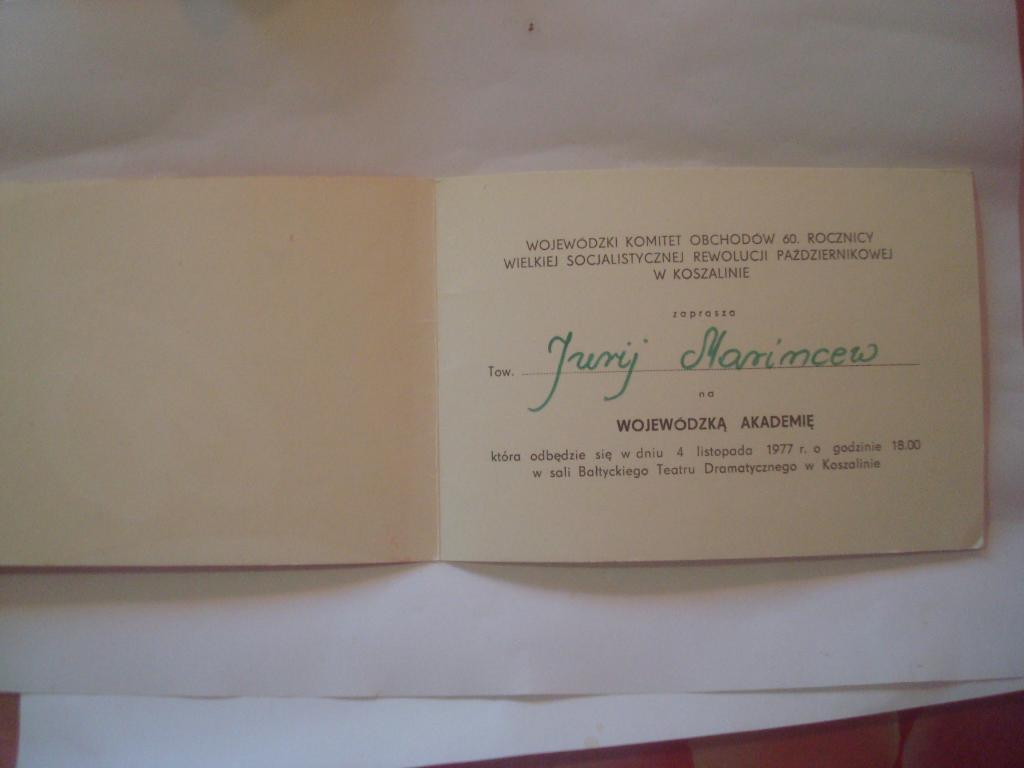 WOJEWÓDZKI KOMITET OBCHODÓW 60. ROCZNICY
WIELKIEJ SOCJALISTYCZNEJ REWOLUCJI PAŹDZIERNIKOWEJ
W KOSZALINIE
zaprasza
Tow. Jurij Marincew
na
WOJEWÓDZKĄ AKADEMIĘ
która odbędzie się w dniu 4 listopada 1977 r. o godzinie 18.00
w sali Bałtyckiego Teatru Dramatycznego w Koszalinie